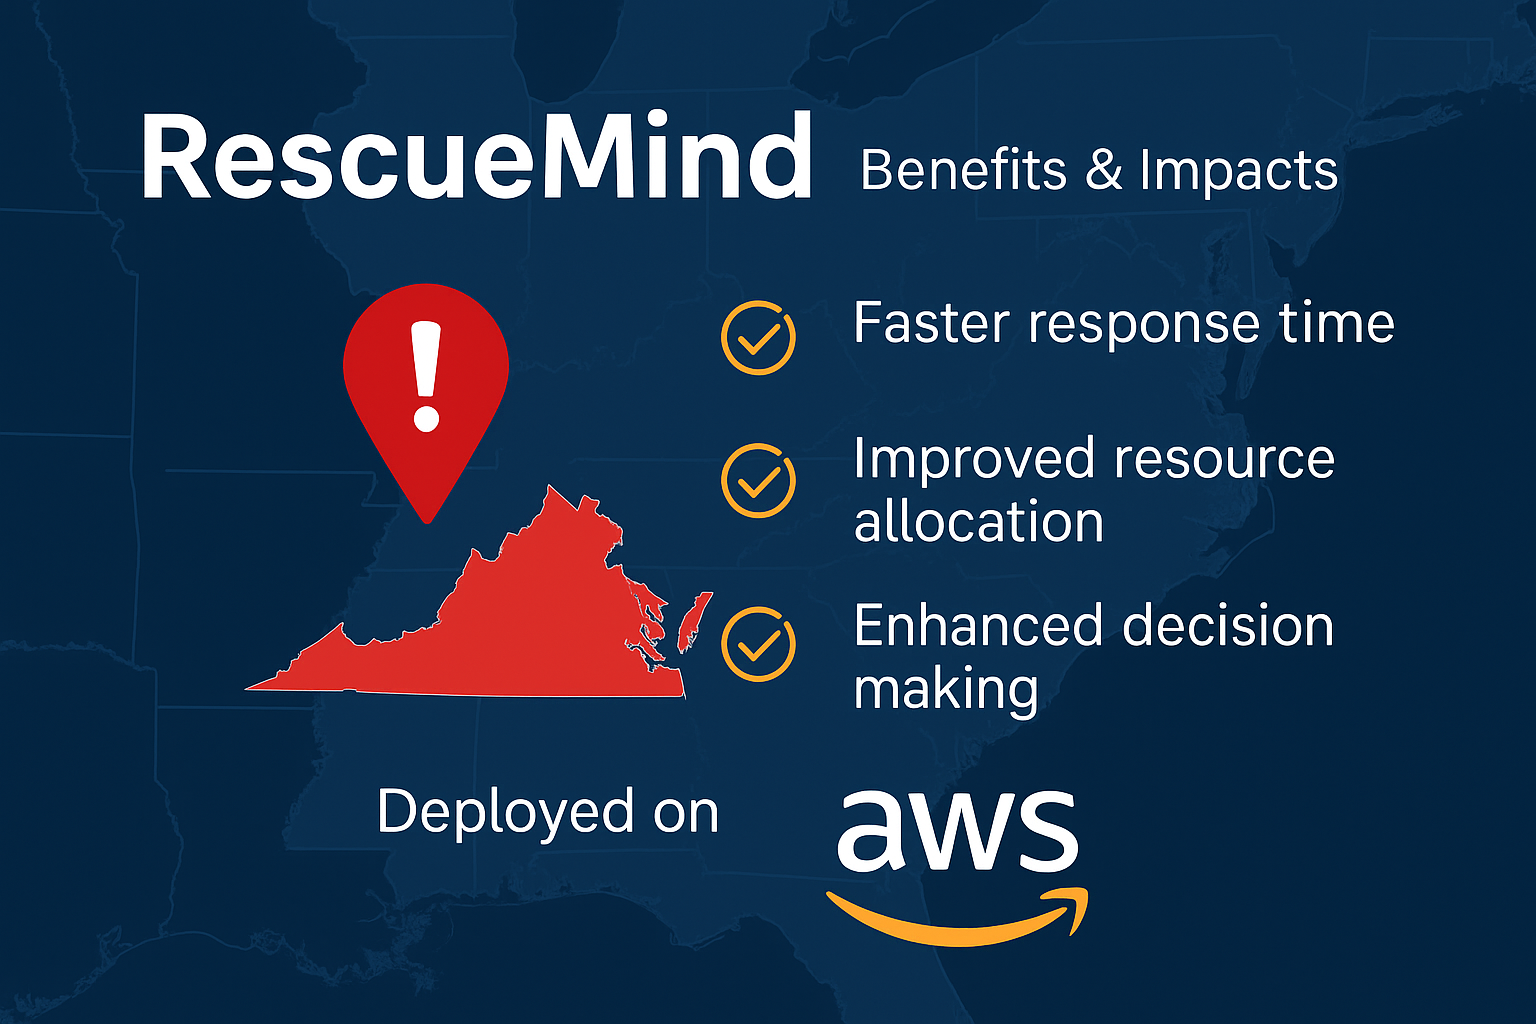 RescueMind
Benefits & Impacts
!
Faster response time
Improved resource
allocation
Enhanced decision
making
Deployed on
aws